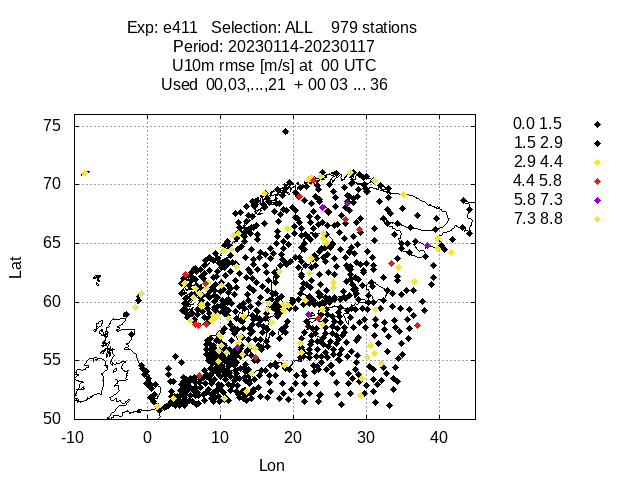 Exp: e411   Selection: ALL    979 stations
Period: 20230114-20230117
U10m rmse [m/s] at  00 UTC
Used  00,03,...,21  + 00 03 ... 36
75
70
65
60
55
50
Lat
-10 0 10 20 30 40
Lon
0.0 1.5
1.5 2.9
2.9 4.4
4.4 5.8
5.8 7.3
7.3 8.8